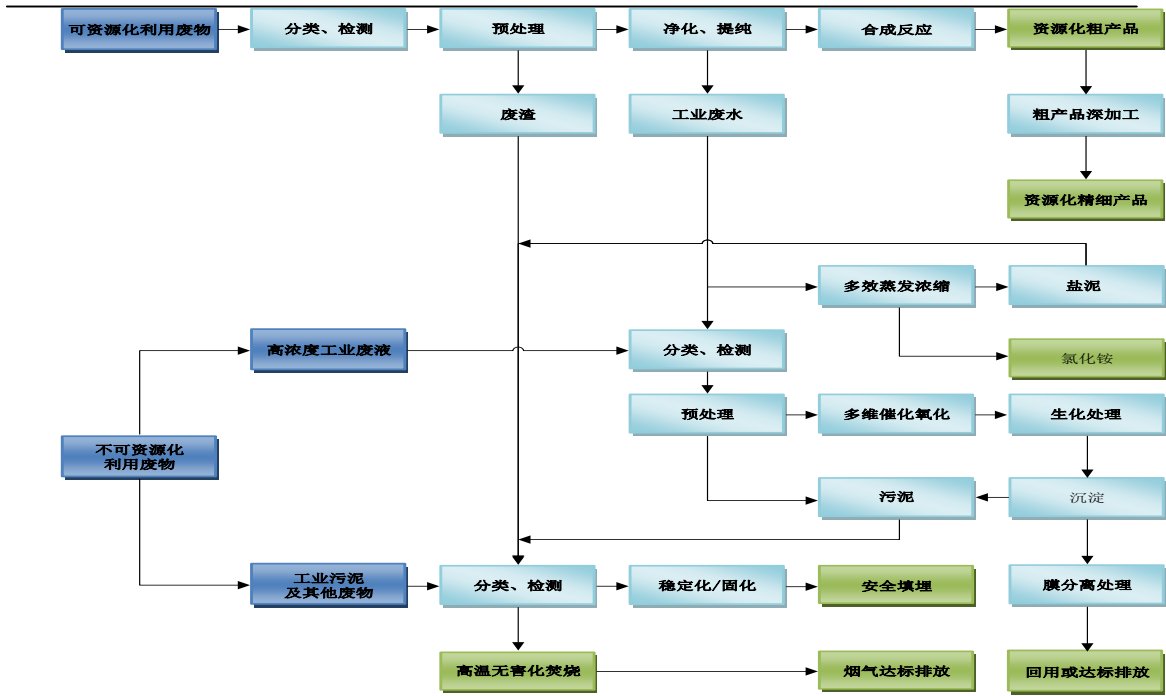 可资源化利用废物
分类、检测
预处理
净化、提纯
合成反应
资源化粗产品
废渣
工业废水
粗产品深加工
资源化精细产品
多效蒸发浓缩
盐泥
高浓度工业废液
分类、检测
氯化铵
预处理
多维催化氧化
生化处理
不可资源化
利用废物
污泥
沉淀
工业污泥
及其他废物
分类、检测
稳定化/固化
安全填埋
膜分离处理
高温无害化焚烧
烟气达标排放
回用或达标排放